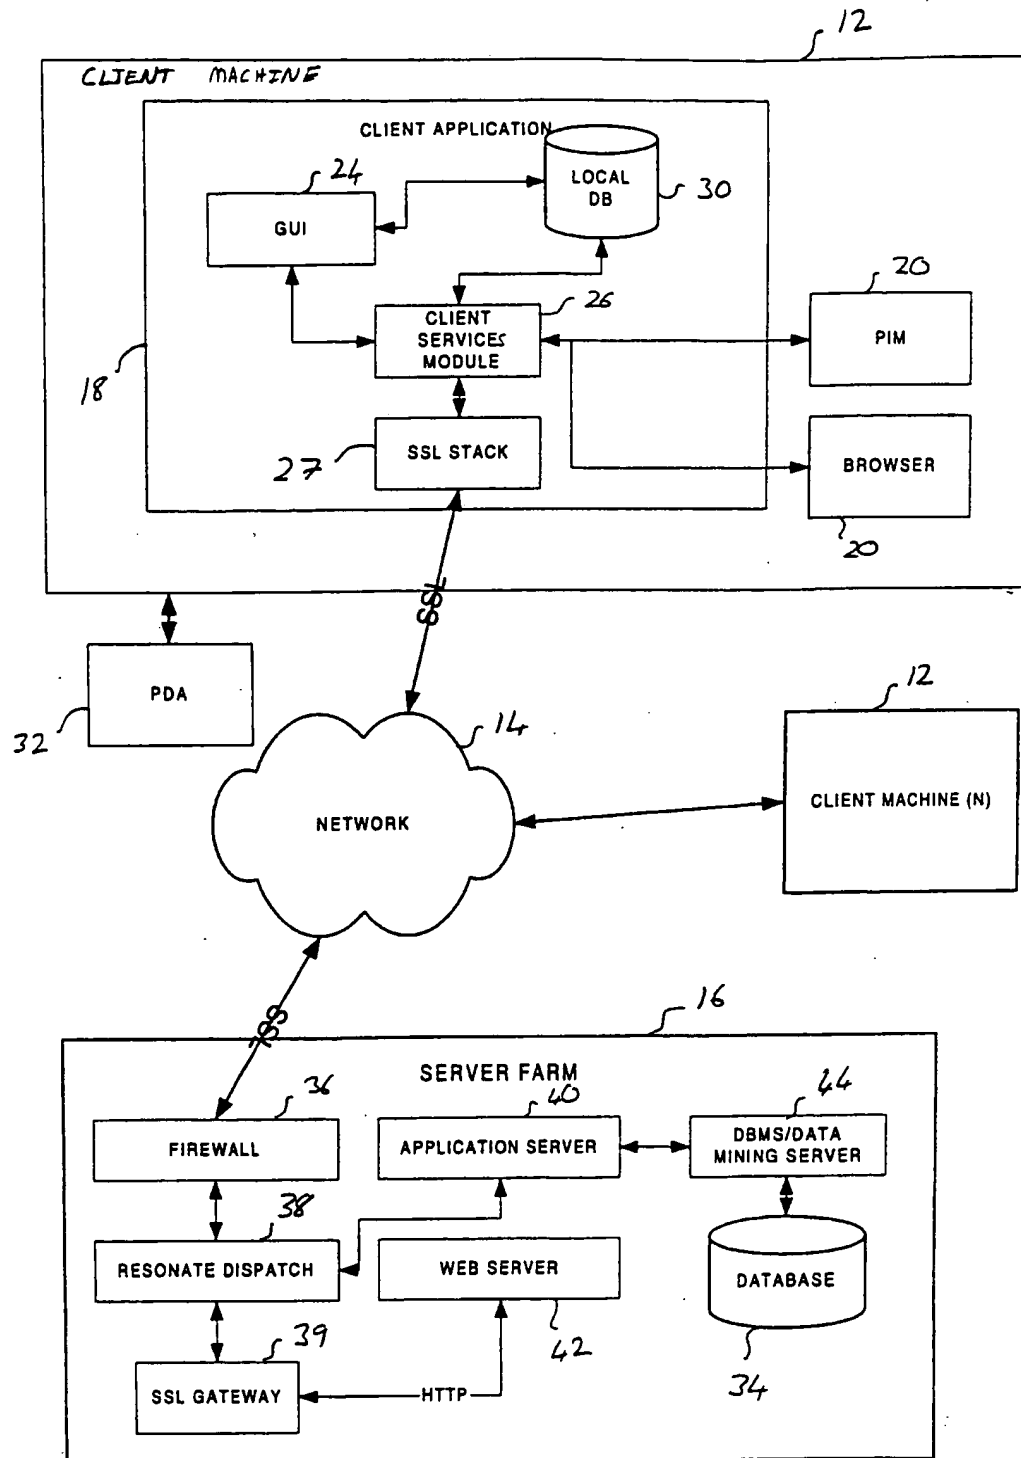 12
CLIENT MACHINE
CLIENT APPLICATION
24
LOCAL
DB
30
GUI
20
26
CLIENT
SERVICES
MODULE
PIM
18
SSL STACK
27
BROWSER
20
SSL
PDA
32
12
14
CLIENT MACHINE (N)
NETWORK
SSL
16
SERVER FARM
36
40
44
FIREWALL
APPLICATION SERVER
DBMS/DATA
MINING SERVER
38
RESONATE DISPATCH
WEB SERVER
DATABASE
39
42
34
SSL GATEWAY
HTTP